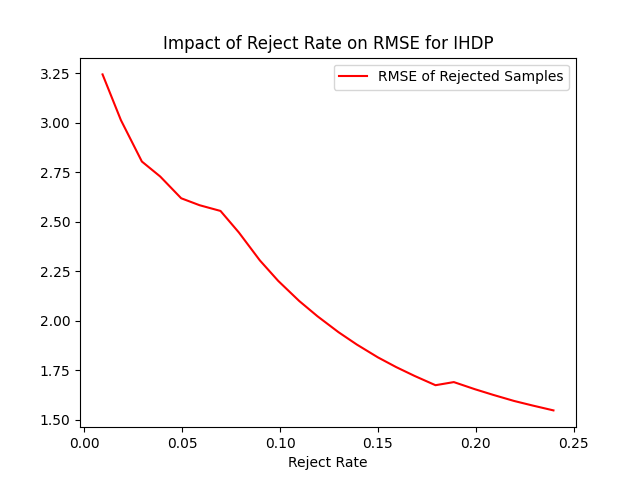 Impact of Reject Rate on RMSE for IHDP
RMSE of Rejected Samples
3.25
3.00
2.75
2.50
2.25
2.00
1.75
1.50
0.00 0.05 0.10 0.15 0.20 0.25
Reject Rate